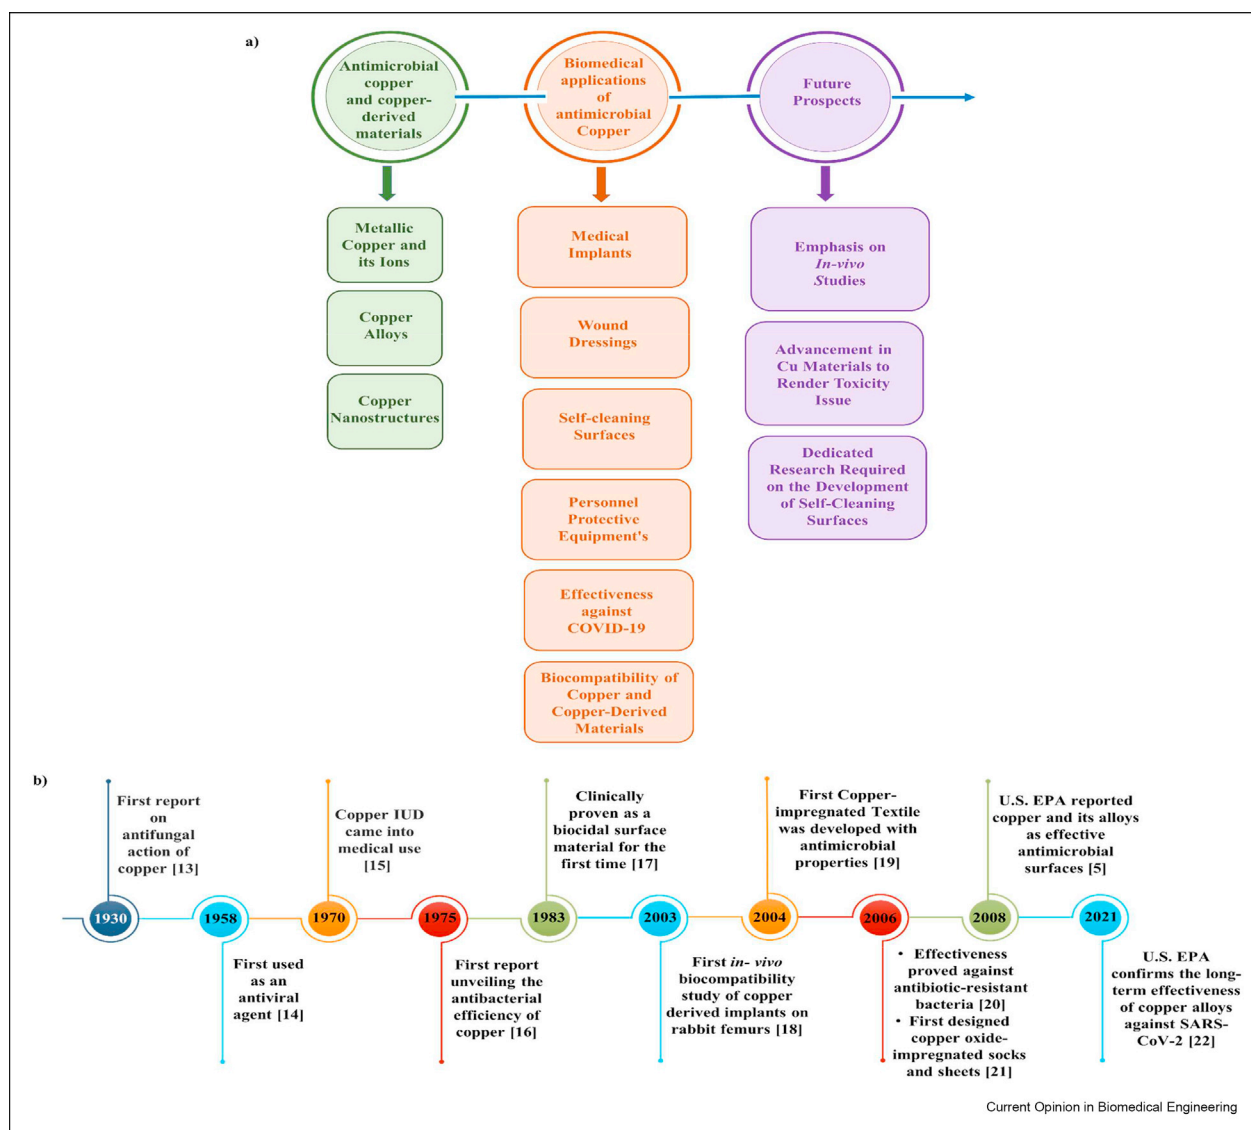 a)
Antimicrobial
copper
and copper-
derived
materials
Biomedical
applications
of
antimicrobial
Copper
Future
Prospects
Metallic
Copper and
its Ions
Copper
Alloys
Copper
Nanostructures
Medical
Implants
Wound
Dressings
Self-cleaning
Surfaces
Personnel
Protective
Equipment's
Effectiveness
against
COVID-19
Biocompatibility of
Copper and
Copper-Derived
Materials
Emphasis on
In-vivo
Studies
Advancement in
Cu Materials to
Render Toxicity
Issue
Dedicated
Research Required
on the Development
of Self-Cleaning
Surfaces
b)
1930
First report
on
antifungal
action of
copper [13]
1958
First used
as an
antiviral
agent [14]
1970
Copper IUD
came into
medical use
[15]
1975
First report
unveiling the
antibacterial
efficiency of
copper [16]
1983
Clinically
proven as a
biocidal surface
material for the
first time [17]
2003
First in- vivo
biocompatibility
study of copper
derived implants on
rabbit femurs [18]
2004
First Copper-
impregnated Textile
was developed with
antimicrobial
properties [19]
2006
• Effectiveness
proved against
antibiotic-resistant
bacteria [20]
• First designed
copper oxide-
impregnated socks
and sheets [21]
2008
U.S. EPA reported
copper and its alloys
as effective
antimicrobial
surfaces [5]
2021
U.S. EPA
confirms the long-
term effectiveness
of copper alloys
against SARS-
CoV-2 [22]
Current Opinion in Biomedical Engineering